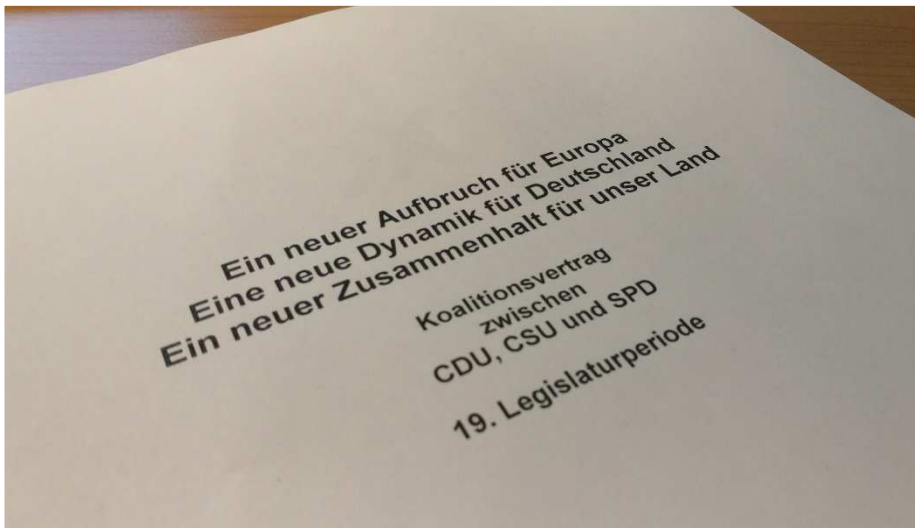 Ein neuer Aufbruch für Europa
Eine neue Dynamik für Deutschland
Ein neuer Zusammenhalt für unser Land
Koalitionsvertrag
zwischen
CDU, CSU und SPD
19. Legislaturperiode